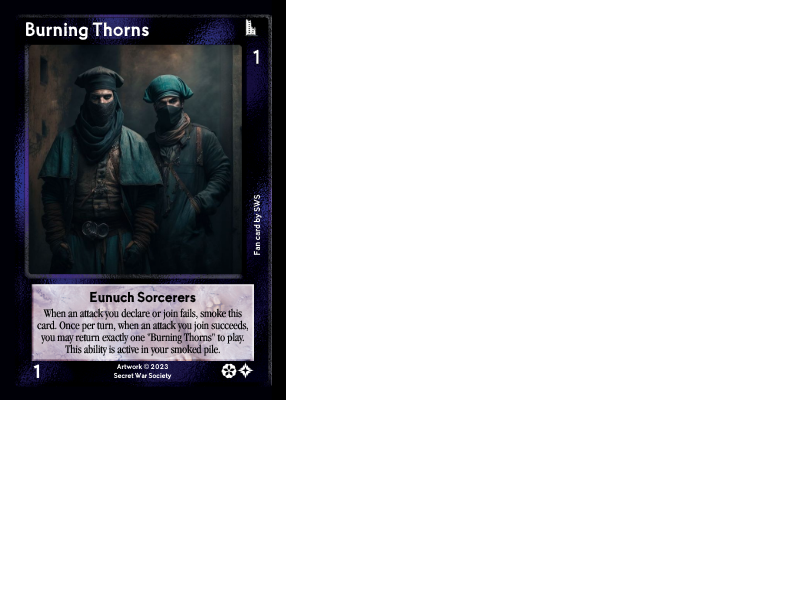 Burning Thorns
1
Fan card by SWS
Eunuch Sorcerers
When an attack you declare or join fails, smoke this
card. Once per turn, when an attack you join succeeds,
you may return exactly one "Burning Thorns" to play.
This ability is active in your smoked pile.
1
Artwork © 2023
Secret War Society